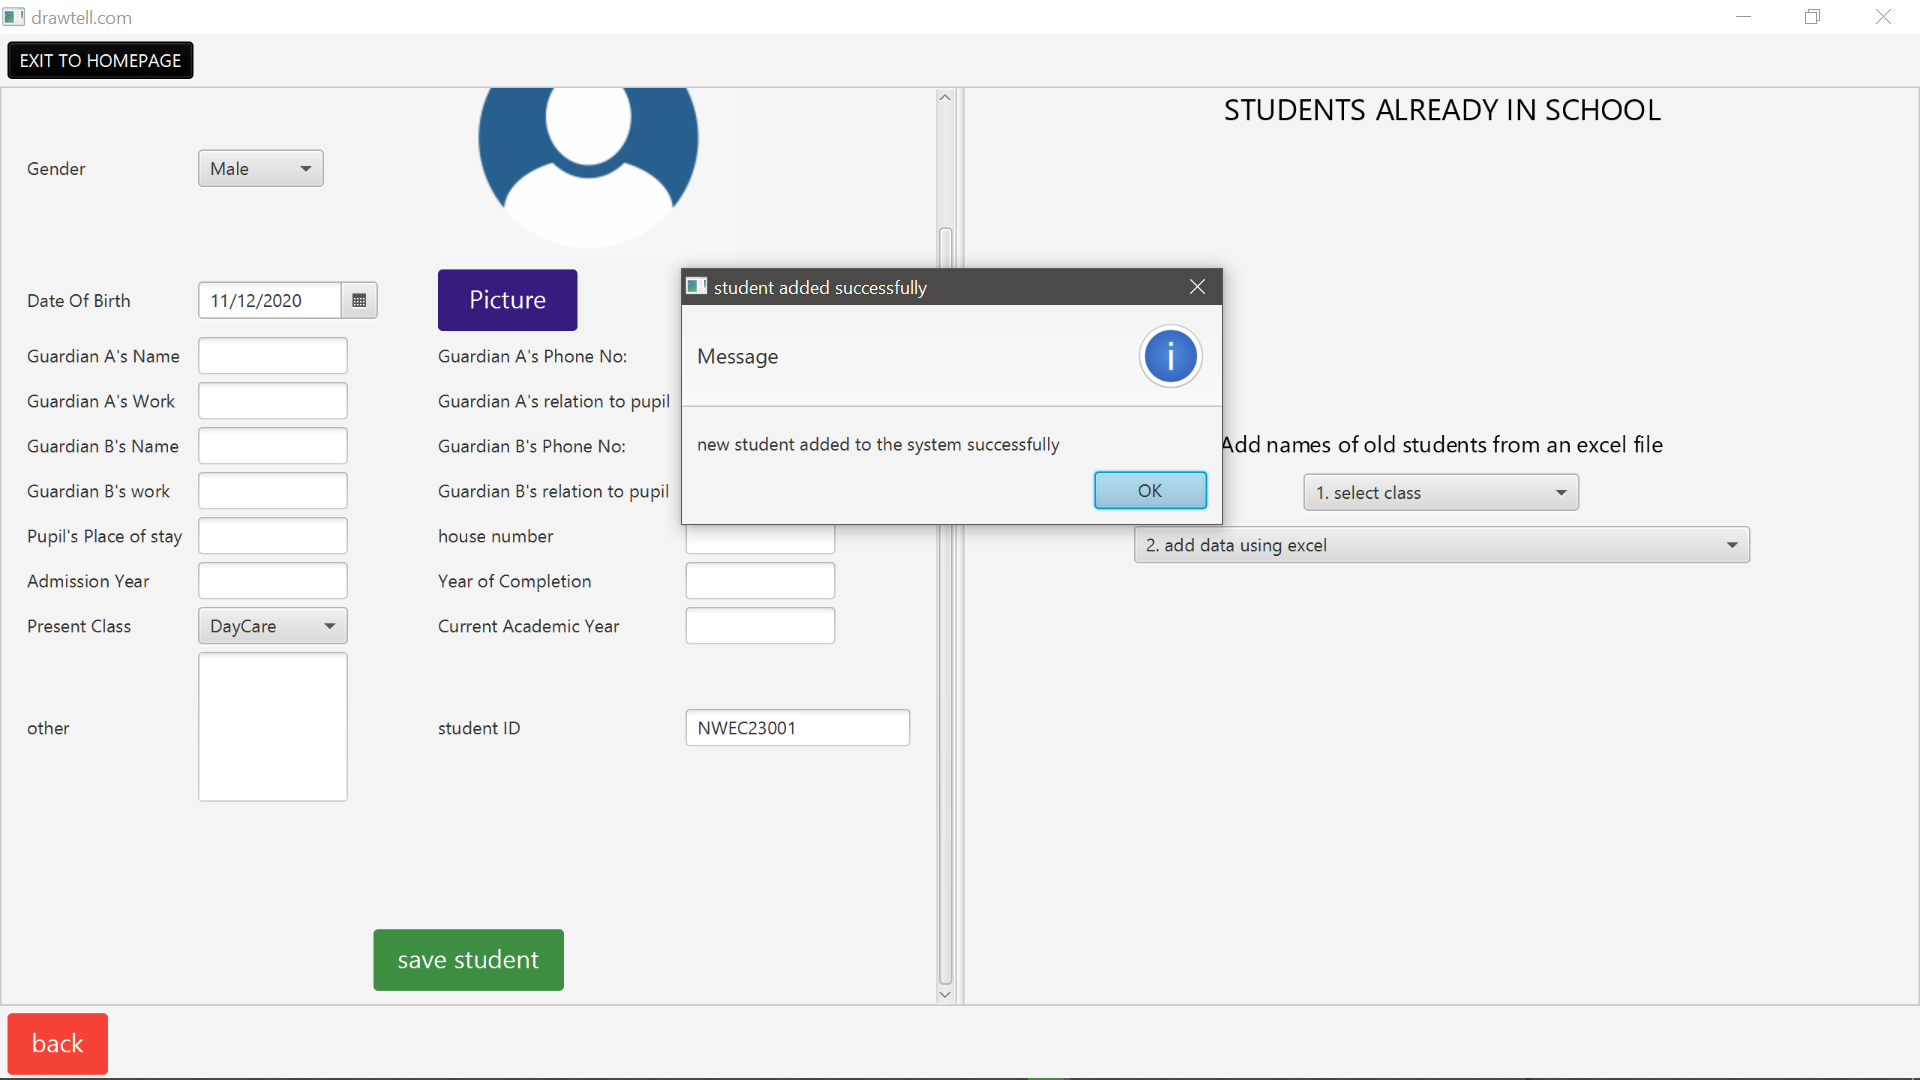 drawtell.com
EXIT TO HOMEPAGE
STUDENTS ALREADY IN SCHOOL
Gender
Male
Date Of Birth
11/12/2020
Picture
Guardian A's Name
Guardian A's Phone No:
Guardian A's Work
Guardian A's relation to pupil
Guardian B's Name
Guardian B's Phone No:
Guardian B's work
Guardian B's relation to pupil
Pupil's Place of stay
house number
Admission Year
Year of Completion
Present Class
DayCare
Current Academic Year
other
student ID
NWEC23001
save student
back
student added successfully
Message
i
new student added to the system successfully
OK
Add names of old students from an excel file
1. select class
2. add data using excel